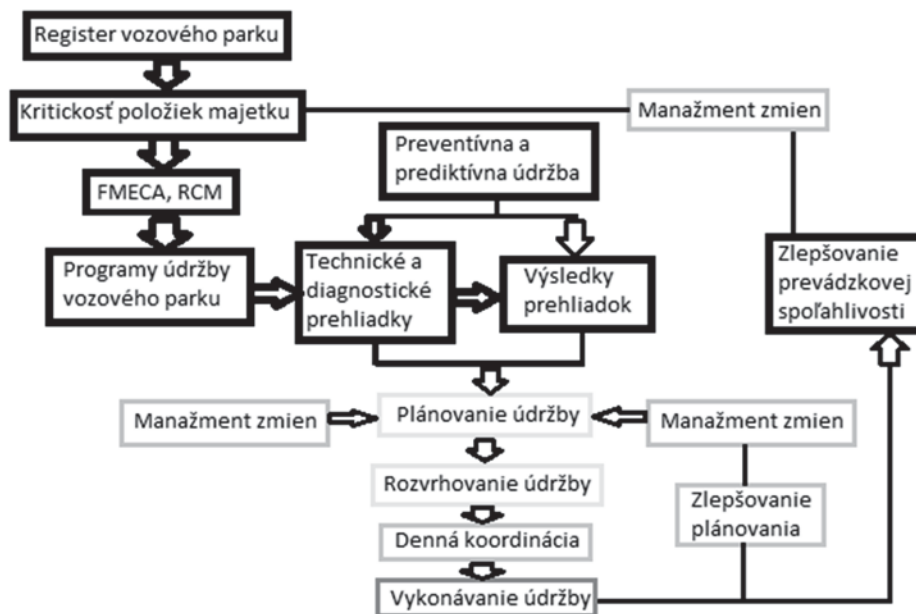 Register vozového parku
Kritickosť položiek majetku
Manažment zmien
Preventívna a
prediktívna údržba
FMECA, RCM
Programy údržby
vozového parku
Technické a
diagnostické
prehliadky
Výsledky
prehliadok
Zlepšovanie
prevádzkovej
spoľahlivosti
Manažment zmien
Plánovanie údržby
Manažment zmien
Rozvrhovanie údržby
Zlepšovanie
plánovania
Denná koordinácia
Vykonávanie údržby